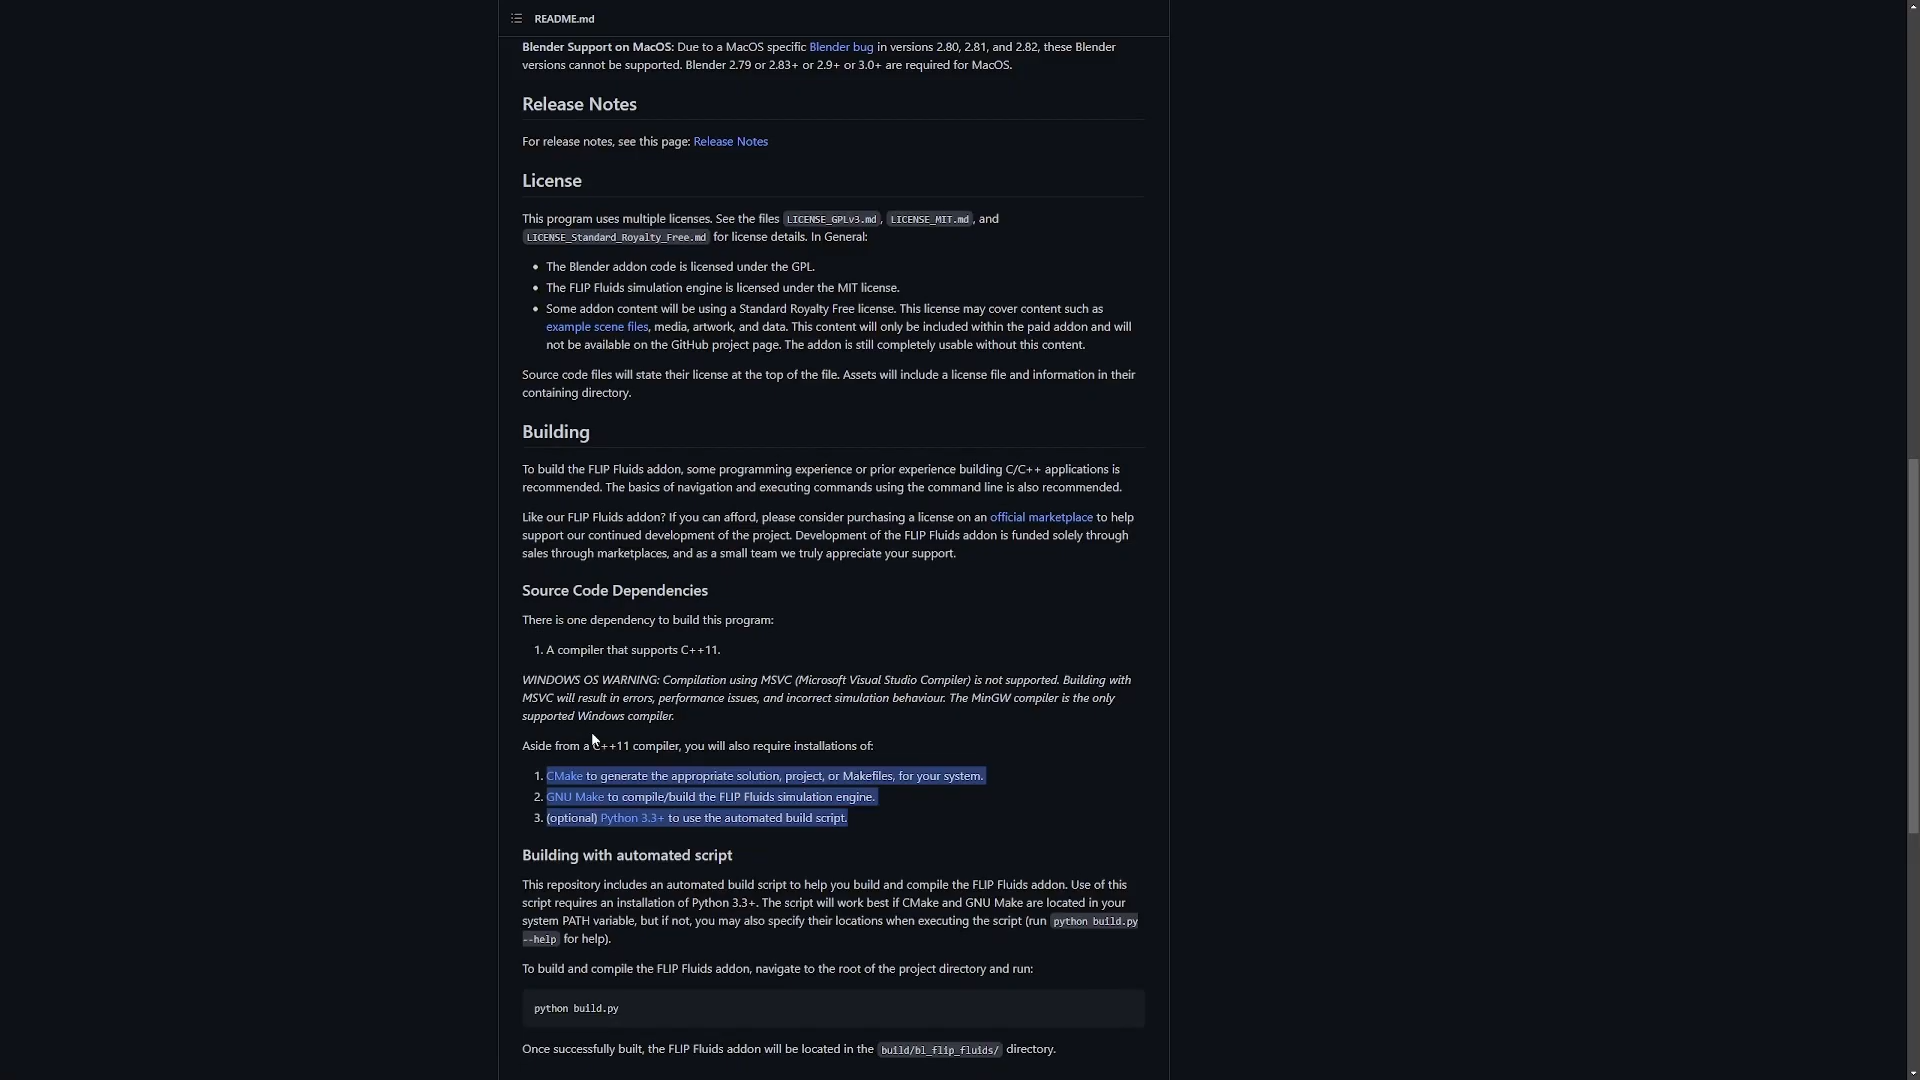 README.md
Blender Support on MacOS: Due to a MacOS specific Blender bug in versions 2.80, 2.81, and 2.82, these Blender
versions cannot be supported. Blender 2.79 or 2.83+ or 2.9+ or 3.0+ are required for MacOS.
Release Notes
For release notes, see this page: Release Notes
License
This program uses multiple licenses. See the files LICENSE_GPLv3.md, LICENSE_MIT.md, and
LICENSE_Standard_Royalty_Free.md for license details. In General:
• The Blender addon code is licensed under the GPL.
• The FLIP Fluids simulation engine is licensed under the MIT license.
• Some addon content will be using a Standard Royalty Free license. This license may cover content such as
example scene files, media, artwork, and data. This content will only be included within the paid addon and will
not be available on the GitHub project page. The addon is still completely usable without this content.
Source code files will state their license at the top of the file. Assets will include a license file and information in their
containing directory.
Building
To build the FLIP Fluids addon, some programming experience or prior experience building C/C++ applications is
recommended. The basics of navigation and executing commands using the command line is also recommended.
Like our FLIP Fluids addon? If you can afford, please consider purchasing a license on an official marketplace to help
support our continued development of the project. Development of the FLIP Fluids addon is funded solely through
sales through marketplaces, and as a small team we truly appreciate your support.
Source Code Dependencies
There is one dependency to build this program:
1. A compiler that supports C++11.
WINDOWS OS WARNING: Compilation using MSVC (Microsoft Visual Studio Compiler) is not supported. Building with
MSVC will result in errors, performance issues, and incorrect simulation behaviour. The MinGW compiler is the only
supported Windows compiler.
Aside from a C++11 compiler, you will also require installations of:
1. CMake to generate the appropriate solution, project, or Makefiles, for your system.
2. GNU Make to compile/build the FLIP Fluids simulation engine.
3. (optional) Python 3.3+ to use the automated build script.
Building with automated script
This repository includes an automated build script to help you build and compile the FLIP Fluids addon. Use of this
script requires an installation of Python 3.3+. The script will work best if CMake and GNU Make are located in your
system PATH variable, but if not, you may also specify their locations when executing the script (run python build.py
--help for help).
To build and compile the FLIP Fluids addon, navigate to the root of the project directory and run:
python build.py
Once successfully built, the FLIP Fluids addon will be located in the build/bl_flip_fluids/ directory.